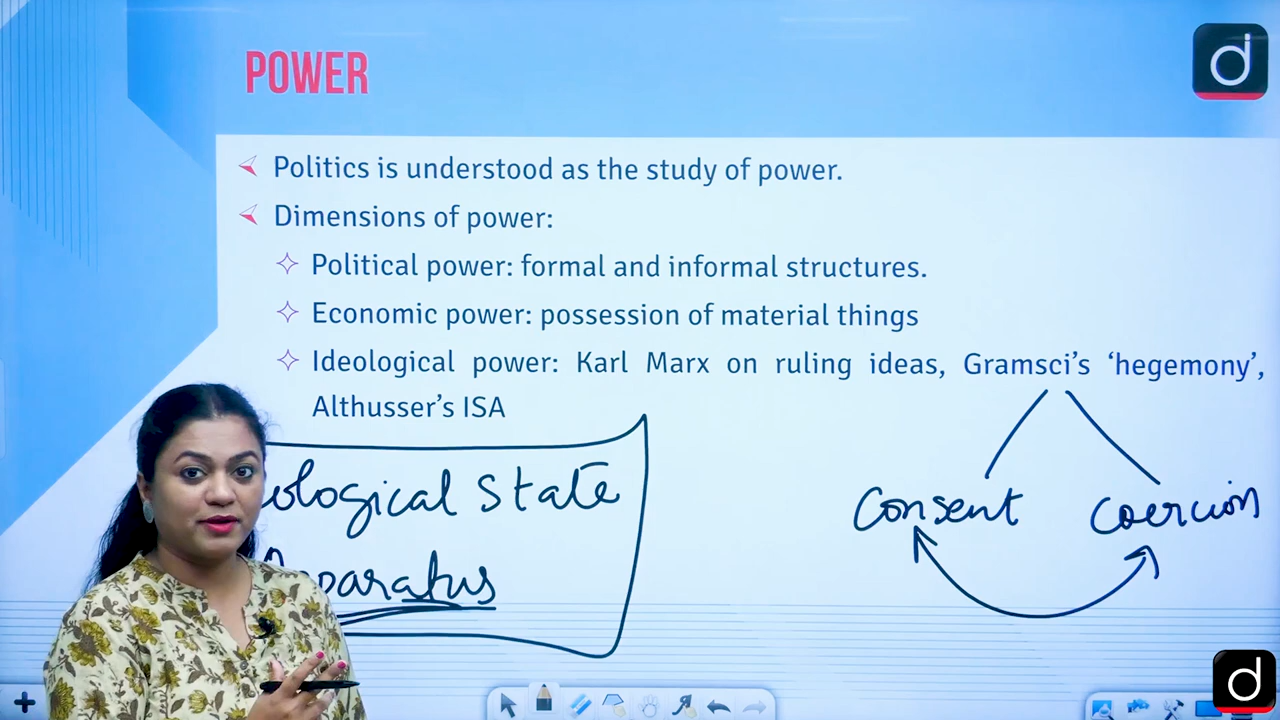 POWER
Politics is understood as the study of power.
Dimensions of power:
Political power: formal and informal structures.
Economic power: possession of material things
Ideological power: Karl Marx on ruling ideas, Gramsci's ‘hegemony’,
Althusser's ISA
ological State
Apparatus
Consent Coercion
d
d